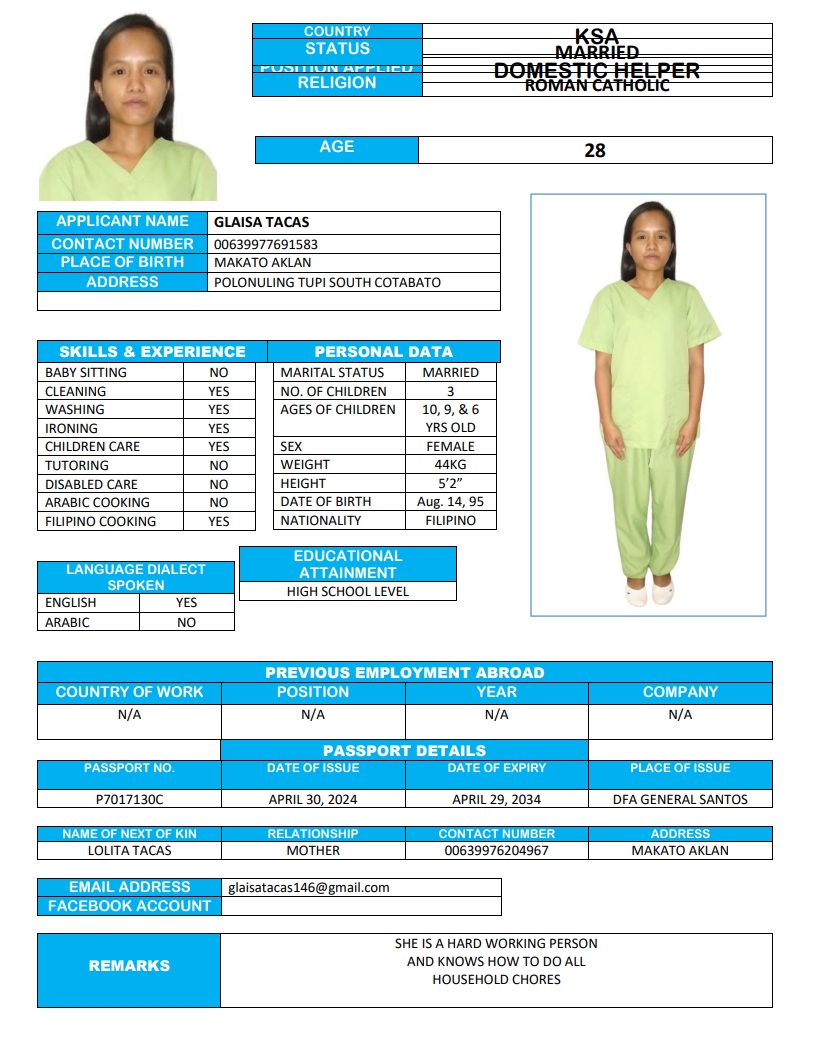 COUNTRY KSA
STATUS MARRIED
POSITION APPLIED DOMESTIC HELPER
RELIGION ROMAN CATHOLIC
AGE 28
APPLICANT NAME GLAISA TACAS
CONTACT NUMBER 00639977691583
PLACE OF BIRTH MAKATO AKLAN
ADDRESS POLONULING TUPI SOUTH COTABATO
SKILLS & EXPERIENCE
BABY SITTING NO
CLEANING YES
WASHING YES
IRONING YES
CHILDREN CARE YES
TUTORING NO
DISABLED CARE NO
ARABIC COOKING NO
FILIPINO COOKING YES
PERSONAL DATA
MARITAL STATUS MARRIED
NO. OF CHILDREN 3
AGES OF CHILDREN 10, 9, & 6
YRS OLD
SEX FEMALE
WEIGHT 44KG
HEIGHT 5’2”
DATE OF BIRTH Aug. 14, 95
NATIONALITY FILIPINO
LANGUAGE DIALECT
SPOKEN
ENGLISH YES
ARABIC NO
EDUCATIONAL
ATTAINMENT
HIGH SCHOOL LEVEL
PREVIOUS EMPLOYMENT ABROAD
COUNTRY OF WORK POSITION YEAR COMPANY
N/A N/A N/A N/A
PASSPORT DETAILS
PASSPORT NO. DATE OF ISSUE DATE OF EXPIRY PLACE OF ISSUE
P7017130C APRIL 30, 2024 APRIL 29, 2034 DFA GENERAL SANTOS
NAME OF NEXT OF KIN RELATIONSHIP CONTACT NUMBER ADDRESS
LOLITA TACAS MOTHER 00639976204967 MAKATO AKLAN
EMAIL ADDRESS glaisatacas146@gmail.com
FACEBOOK ACCOUNT
REMARKS
SHE IS A HARD WORKING PERSON
AND KNOWS HOW TO DO ALL
HOUSEHOLD CHORES